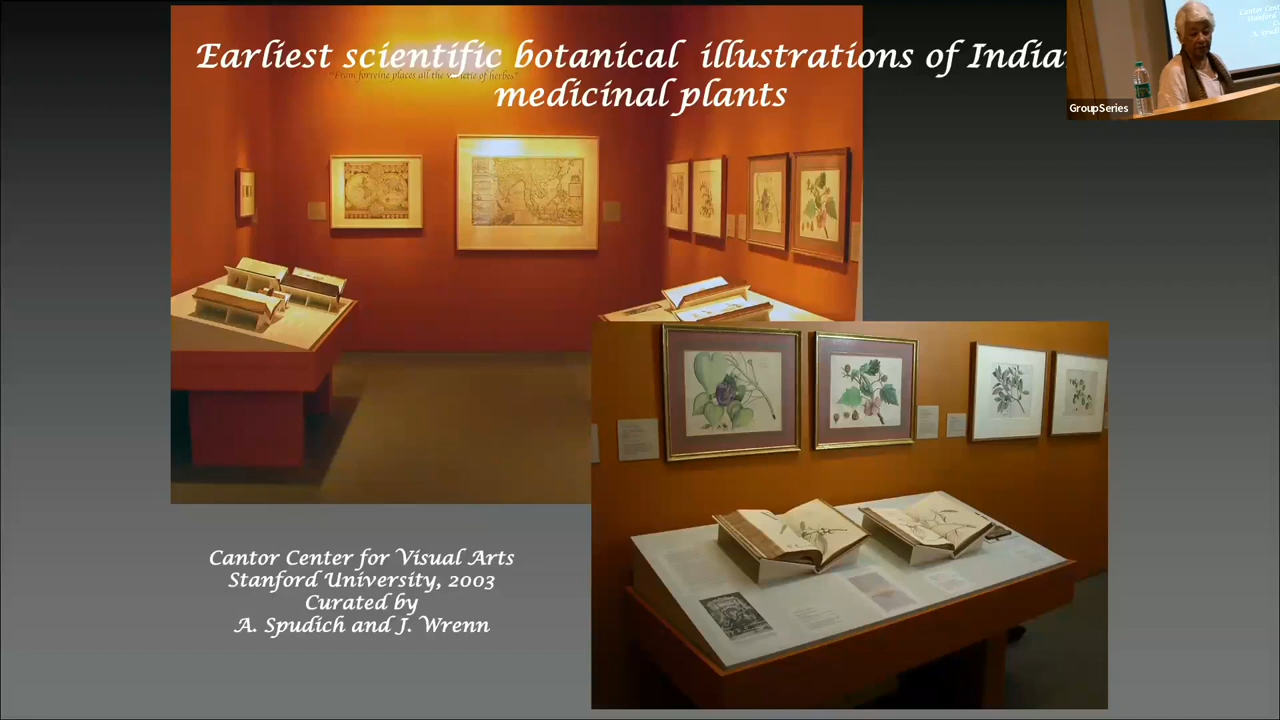 Earliest scientific botanical illustrations of India
medicinal plants
"From forreine places all the varietie of herbes"
GroupSeries
Cantor Center for Visual Arts
Stanford University, 2003
Curated by
A. Spudich and J. Wrenn